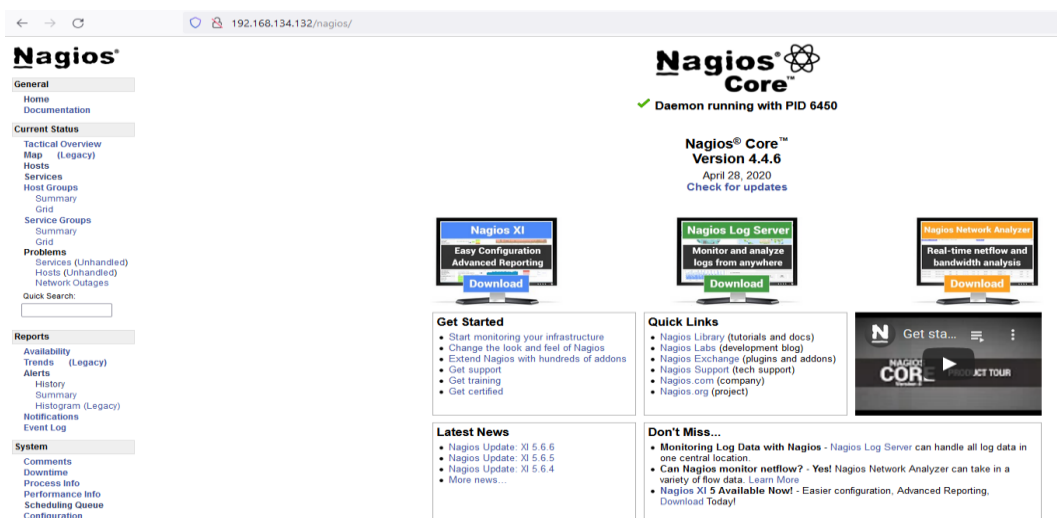 192.168.134.132/nagios/
Nagios®
General
Home
Documentation
Current Status
Tactical Overview
Map (Legacy)
Hosts
Services
Host Groups
Summary
Grid
Service Groups
Summary
Grid
Problems
Services (Unhandled)
Hosts (Unhandled)
Network Outages
Quick Search:
Reports
Availability
Trends (Legacy)
Alerts
History
Summary
Histogram (Legacy)
Notifications
Event Log
System
Comments
Downtime
Process Info
Performance Info
Scheduling Queue
Configuration
Nagios®
Core™
Daemon running with PID 6450
Nagios® Core™
Version 4.4.6
April 28, 2020
Check for updates
Nagios XI
Easy Configuration
Advanced Reporting
Download
Nagios Log Server
Monitor and analyze
logs from anywhere
Download
Nagios Network Analyzer
Real-time netflow and
bandwidth analysis
Download
Get Started
Start monitoring your infrastructure
Change the look and feel of Nagios
Extend Nagios with hundreds of addons
Get support
Get training
Get certified
Quick Links
Nagios Library (tutorials and docs)
Nagios Labs (development blog)
Nagios Exchange (plugins and addons)
Nagios Support (tech support)
Nagios.com (company)
Nagios.org (project)
N Get sta...
NAGIOS
CORE
CT TOUR
Latest News
Nagios Update: XI 5.6.6
Nagios Update: XI 5.6.5
Nagios Update: XI 5.6.4
More news...
Don't Miss...
Monitoring Log Data with Nagios - Nagios Log Server can handle all log data in
one central location.
Can Nagios monitor netflow? - Yes! Nagios Network Analyzer can take in a
variety of flow data. Learn More
Nagios XI 5 Available Now! - Easier configuration, Advanced Reporting,
Download Today!